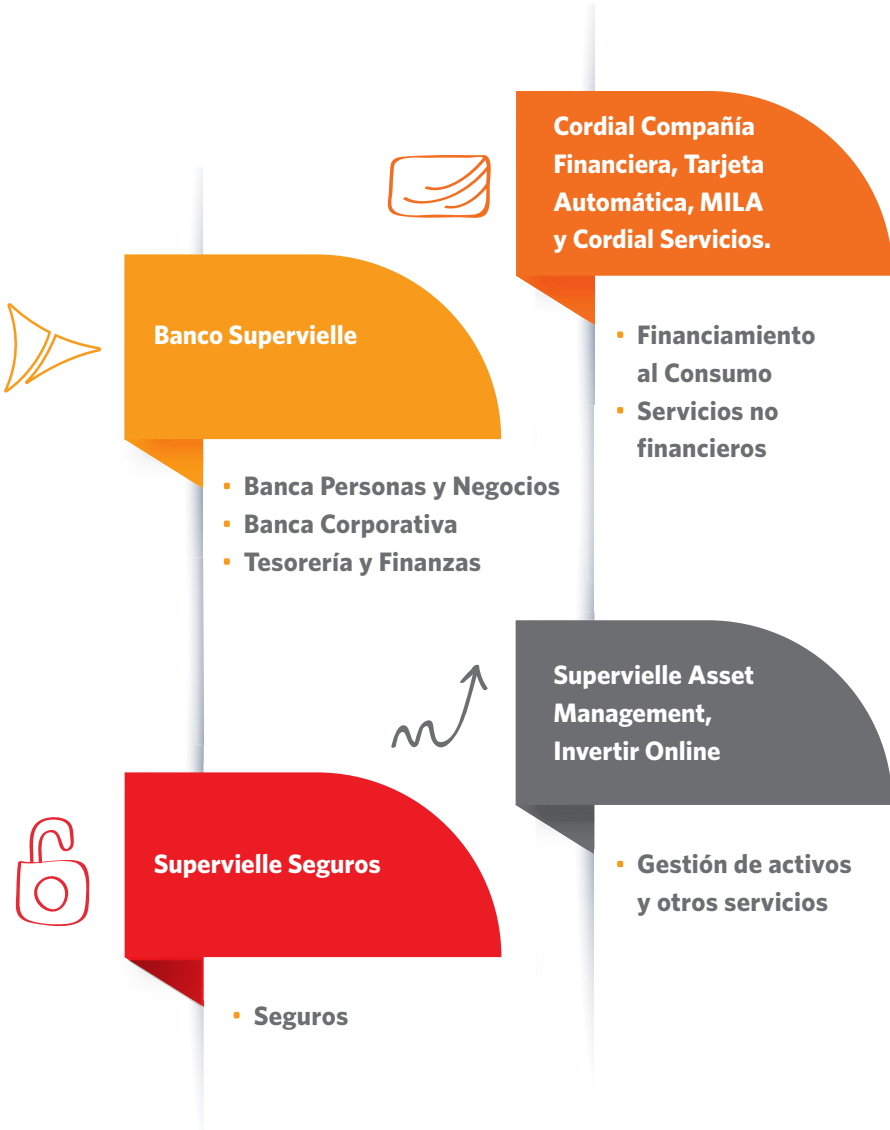 Cordial Compañía
Financiera, Tarjeta
Automática, MILA
y Cordial Servicios.
• Financiamiento
al Consumo
• Servicios no
financieros
Banco Supervielle
• Banca Personas y Negocios
• Banca Corporativa
• Tesorería y Finanzas
Supervielle Asset
Management,
Invertir Online
• Gestión de activos
y otros servicios
Supervielle Seguros
• Seguros